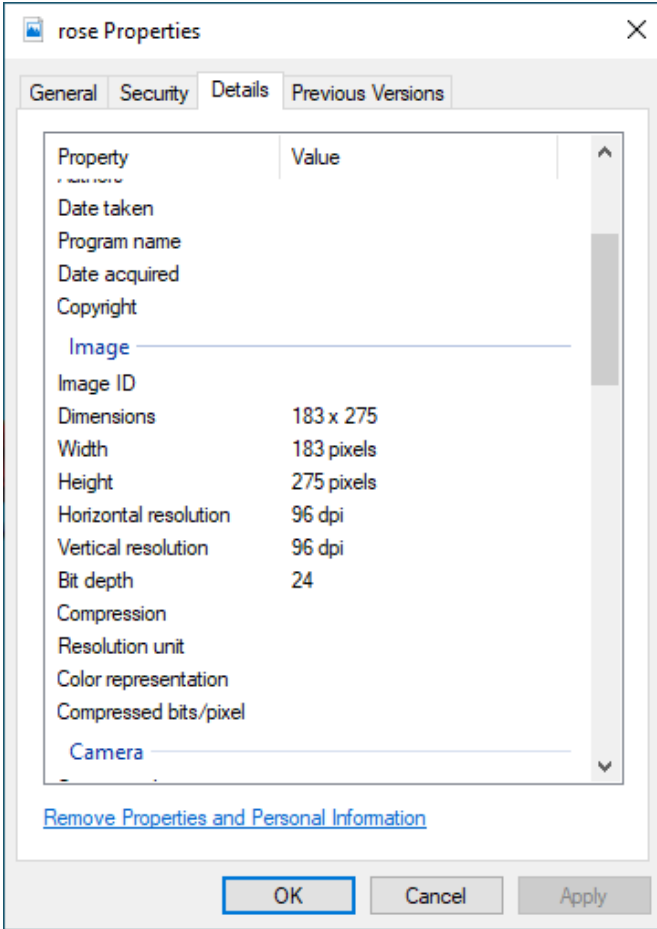 rose Properties
General Security Details Previous Versions
Property Value
Date taken
Program name
Date acquired
Copyright
Image
Image ID
Dimensions 183 x 275
Width 183 pixels
Height 275 pixels
Horizontal resolution 96 dpi
Vertical resolution 96 dpi
Bit depth 24
Compression
Resolution unit
Color representation
Compressed bits/pixel
Camera
Remove Properties and Personal Information
OK Cancel Apply